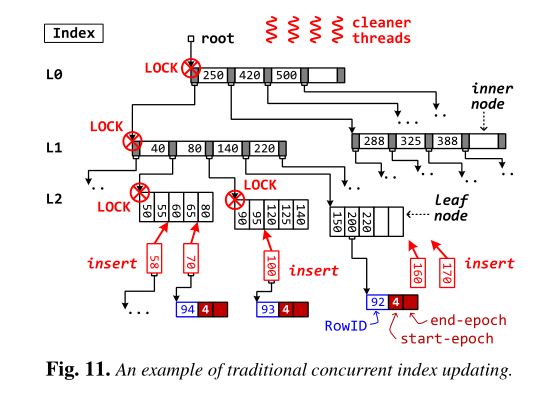 Index
root
cleaner
threads
L0
LOCK
250 420 500
inner
node
...
..
LOCK
L1
40 80 140 220
288 325 388
..
..
..
L2
LOCK
LOCK
50 55 60 65 80
90 95 120 125 140
150 200 220
leaf
node
insert
58
70
100
insert
160
170
insert
...
94 4
93 4
92 4
RowID
end-epoch
start-epoch
Fig. 11. An example of traditional concurrent index updating.